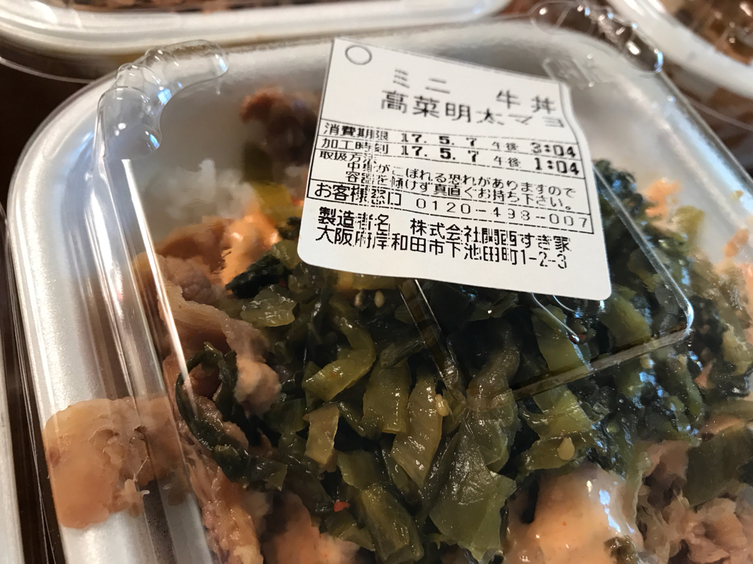 ミニ 牛丼
高菜明太マヨ
消費期限 17.5.7 午後 3:04
加工時刻 17.5.7 午後 1:04
取扱方法
中身がこぼれる恐れがありますので
容器を傾けず真直ぐお持ち下さい。
お客様窓口 0120-498-007
製造者名 株式会社関西すき家
大阪府岸和田市下池田町1-2-3